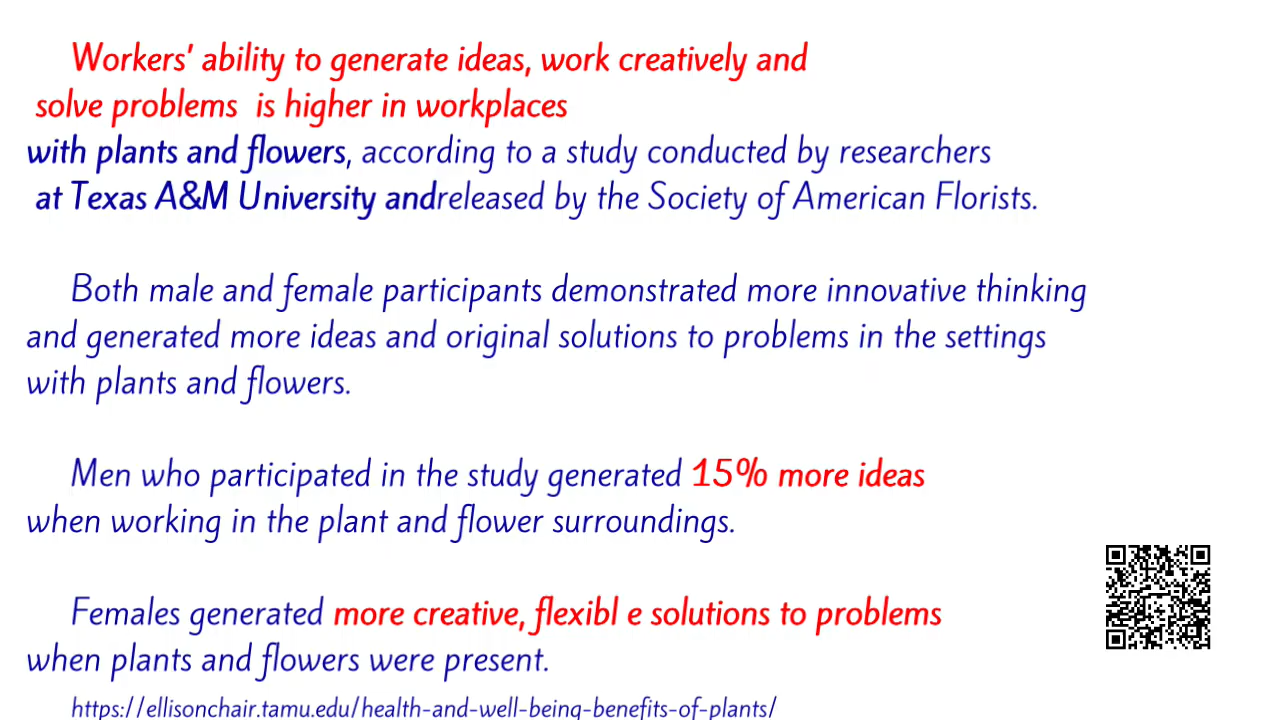 Workers' ability to generate ideas, work creatively and
solve problems is higher in workplaces
with plants and flowers, according to a study conducted by researchers
at Texas A&M University andreleased by the Society of American Florists.
Both male and female participants demonstrated more innovative thinking
and generated more ideas and original solutions to problems in the settings
with plants and flowers.
Men who participated in the study generated 15% more ideas
when working in the plant and flower surroundings.
Females generated more creative, flexibl e solutions to problems
when plants and flowers were present.
https://ellisonchair.tamu.edu/health-and-well-being-benefits-of-plants/